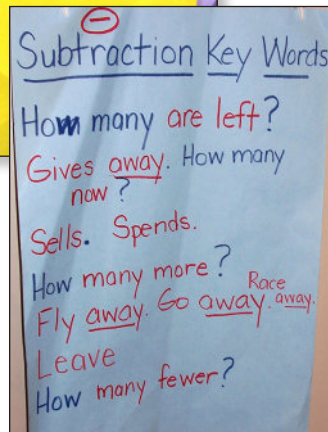 −
Subtraction Key Words
How many are left?
Gives away. How many
now?
Sells. Spends.
How many more?
Race
Fly away. Go away. away.
Leave
How many fewer?